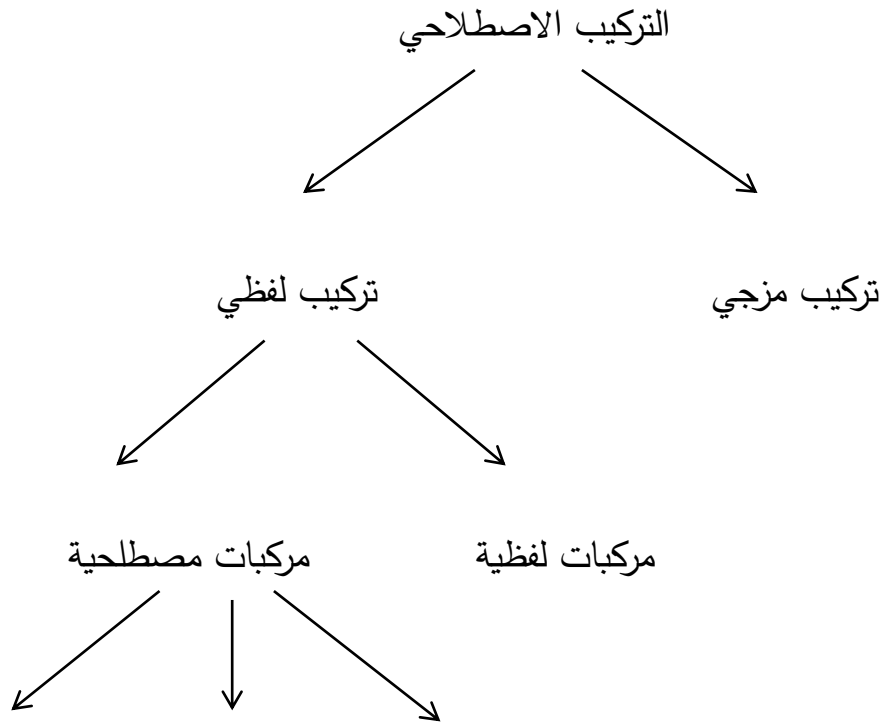 التركيب الاصطلاحي
تركيب مزجي تركيب لفظي
مركبات لفظية مركبات مصطلحية